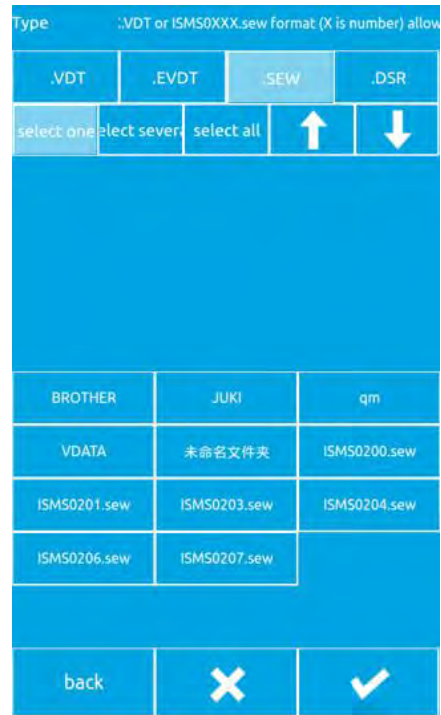 Type :.VDT or ISMS0XXX.sew format (X is number) allow
.VDT .EVDT .SEW .DSR
select one elect severa select all
BROTHER JUKI qm
VDATA 未命名文件夹 ISMS0200.sew
ISMS0201.sew ISMS0203.sew ISMS0204.sew
ISMS0206.sew ISMS0207.sew
back